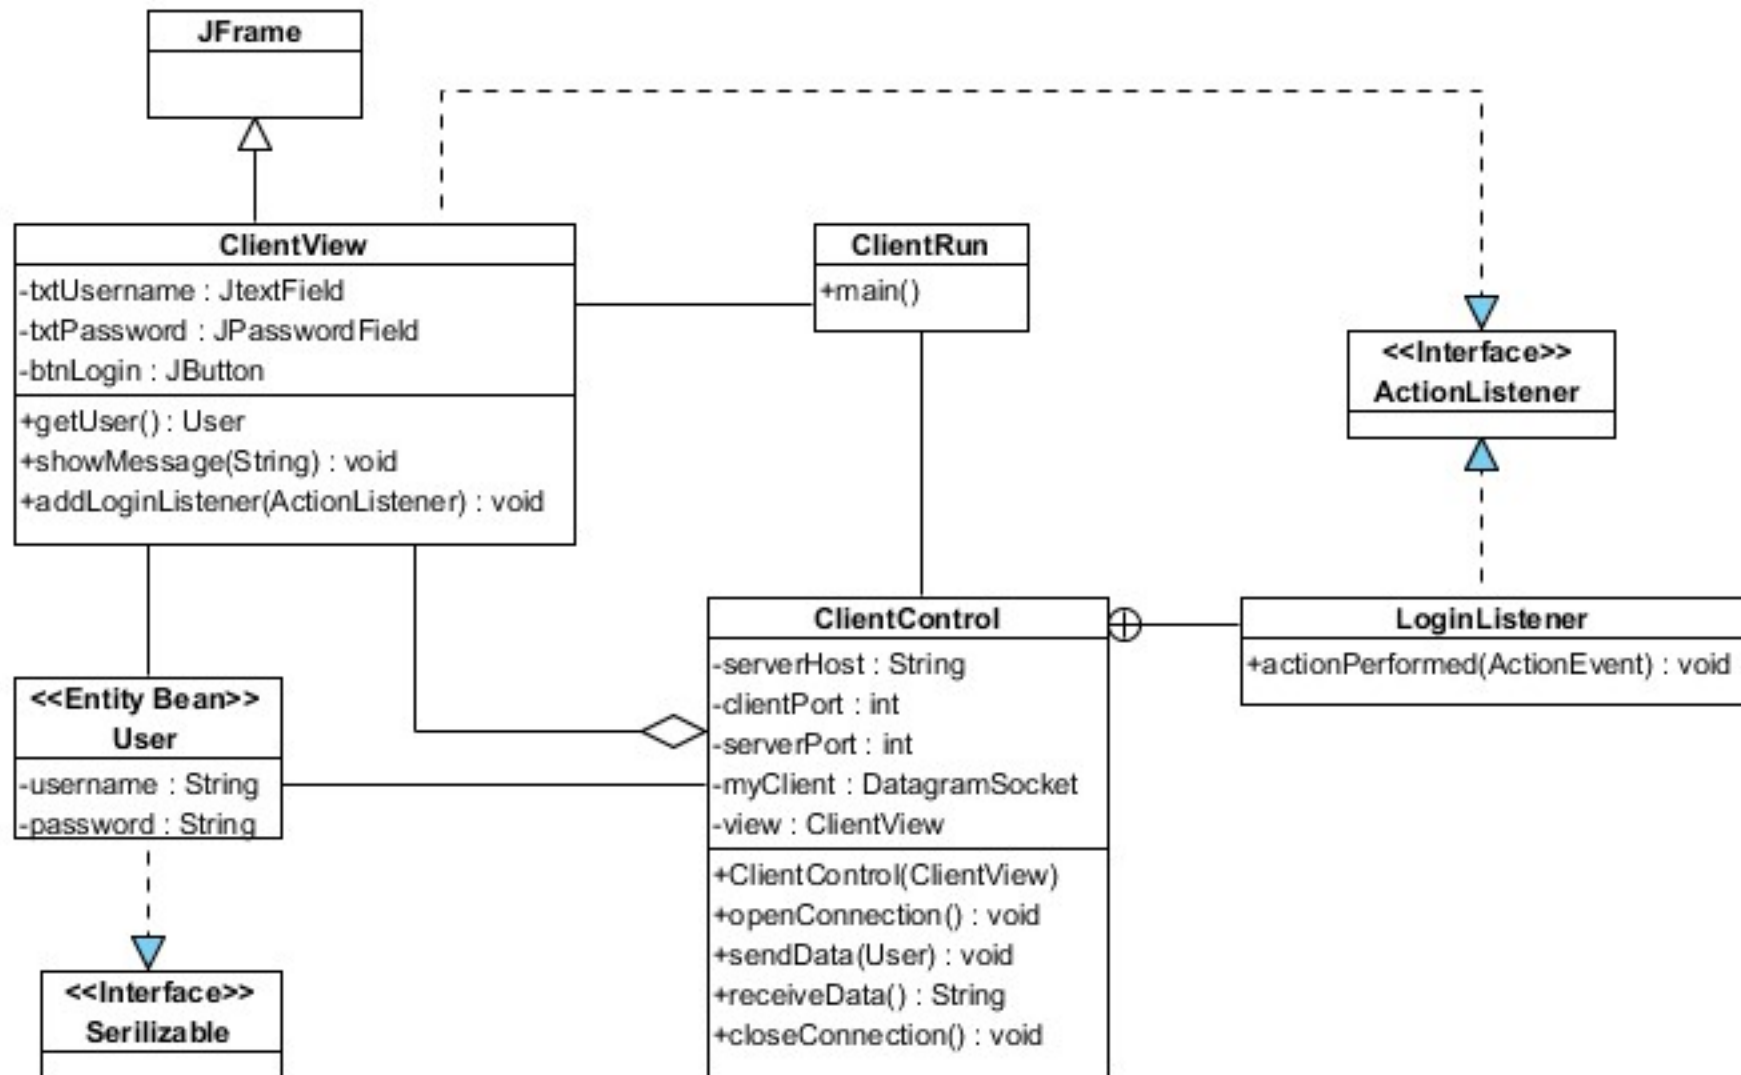 JFrame
ClientView
-txtUsername : JtextField
-txtPassword : JPasswordField
-btnLogin : JButton
+getUser() : User
+showMessage(String) : void
+addLoginListener(ActionListener) : void
ClientRun
+main()
<<Interface>>
ActionListener
ClientControl
-serverHost : String
-clientPort : int
-serverPort : int
-myClient : DatagramSocket
-view : ClientView
+ClientControl(ClientView)
+openConnection() : void
+sendData(User) : void
+receiveData() : String
+closeConnection() : void
LoginListener
+actionPerformed(ActionEvent) : void
<<Entity Bean>>
User
-username : String
-password : String
<<Interface>>
Serilizable